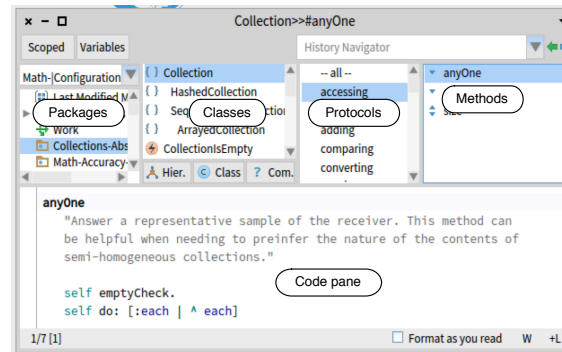 Collection>>#anyOne
Scoped Variables History Navigator
Math-|Configuration
Last Modified
Packages
Work
Collections-Abs
Math-Accuracy-
Collection
HashedCollection
Classes
ArrayedCollection
CollectionIsEmpty
Hier. Class ? Com.
-- all --
accessing
Protocols
adding
comparing
converting
anyOne
Methods
size
anyOne
"Answer a representative sample of the receiver. This method can
be helpful when needing to preinfer the nature of the contents of
semi-homogeneous collections."
Code pane
self emptyCheck.
self do: [:each | ^ each]
1/7 [1] Format as you read W +L